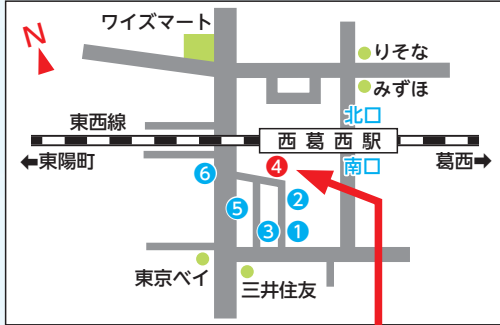 ワイズマート
N
りそな
みずほ
北口
東西線
西葛西駅
←東陽町
葛西→
南口
6
4
2
5
3
1
東京ベイ
三井住友